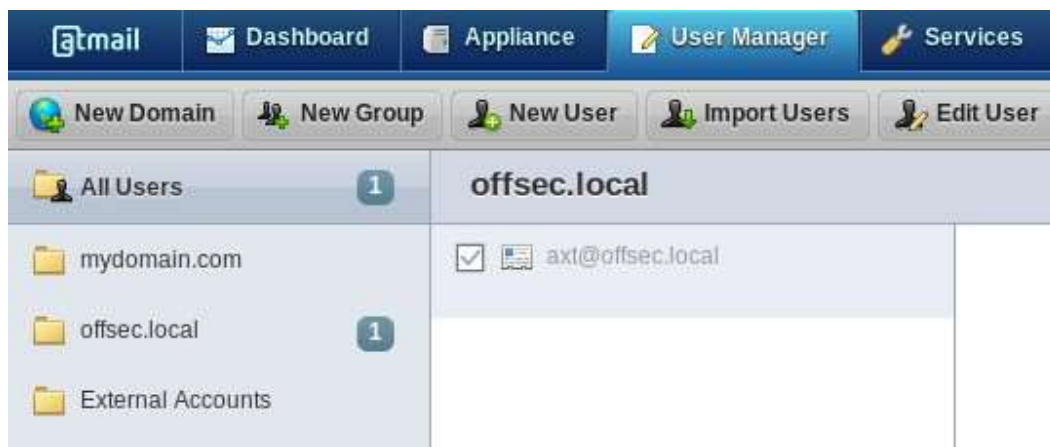 @tmail Dashboard Appliance User Manager Services
New Domain New Group New User Import Users Edit User
All Users 1
offsec.local
axt@offsec.local
mydomain.com
offsec.local 1
External Accounts